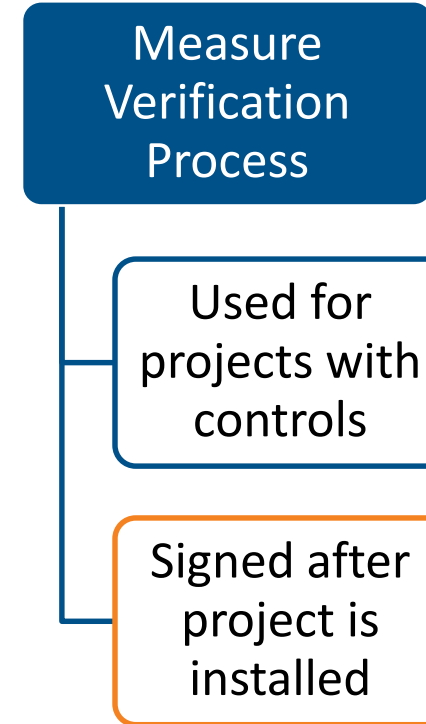 Measure
Verification
Process
Used for
projects with
controls
Signed after
project is
installed